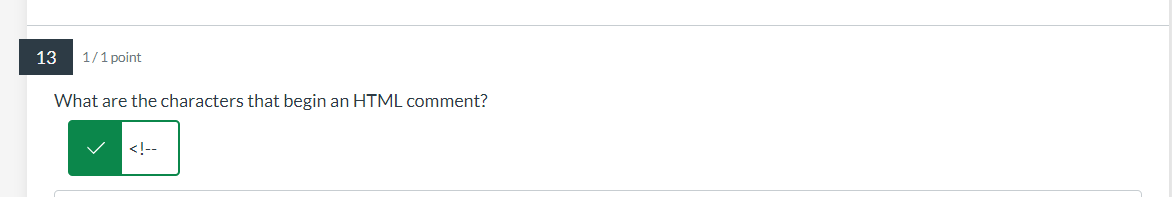 13 1/1 point
What are the characters that begin an HTML comment?
<!--